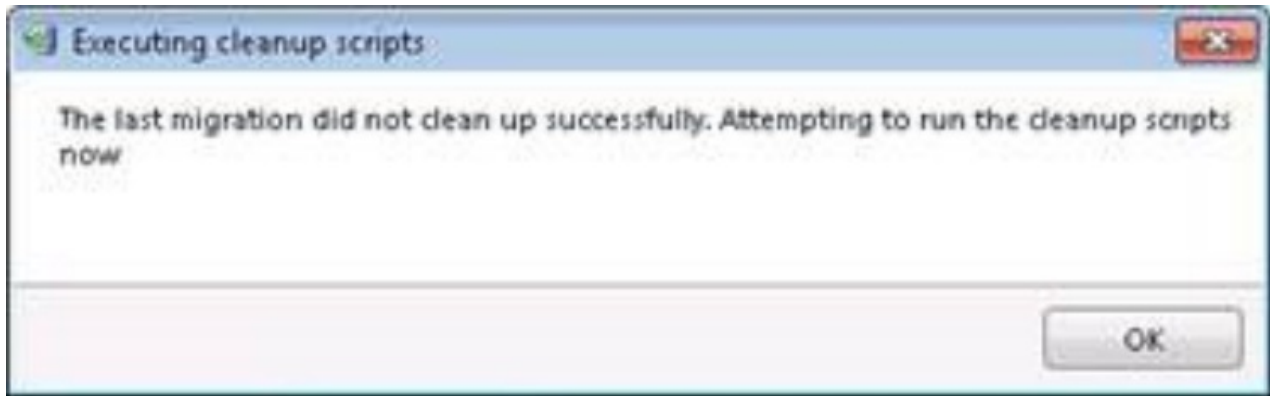 Executing cleanup scripts
The last migration did not clean up successfully. Attempting to run the cleanup scripts
now
OK